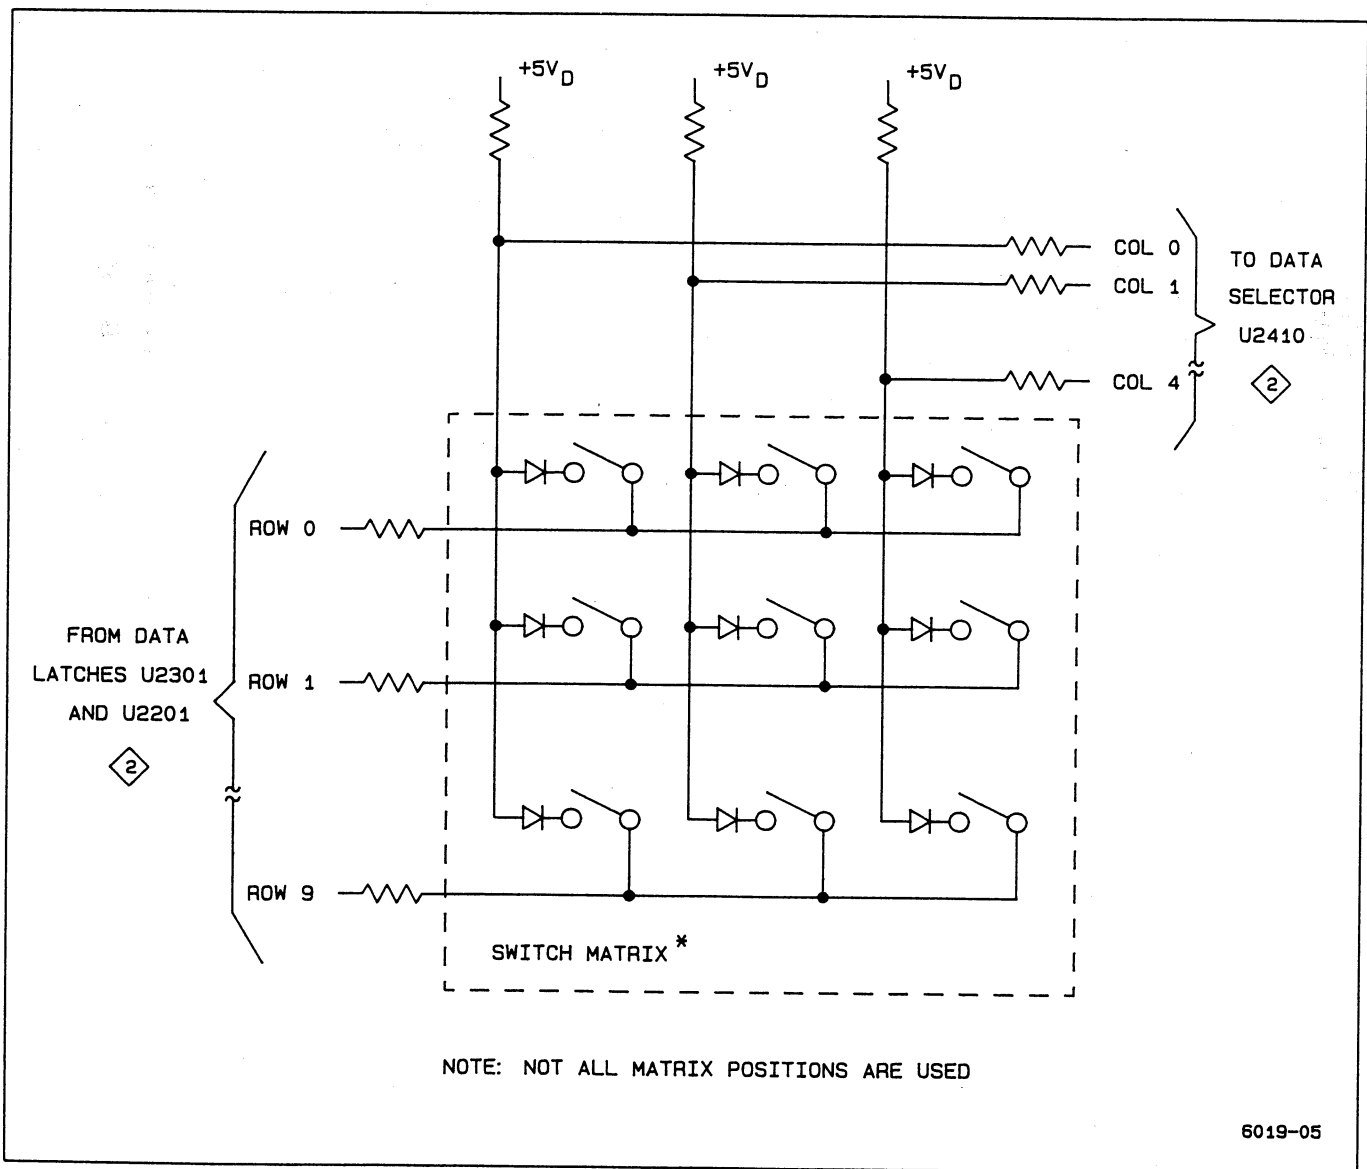 +5VD
+5VD
+5VD
COL 0
COL 1
COL 4
TO DATA
SELECTOR
U2410
2
ROW 0
ROW 1
ROW 9
FROM DATA
LATCHES U2301
AND U2201
2
SWITCH MATRIX*
NOTE: NOT ALL MATRIX POSITIONS ARE USED
6019-05